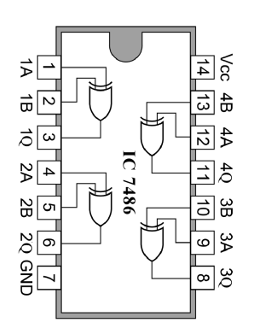 1A 1 14 Vcc
1B 2 13 4B
1Q 3 12 4A
2A 4 11 4Q
2B 5 10 3B
2Q 6 9 3A
GND 7 8 3Q
IC 7486